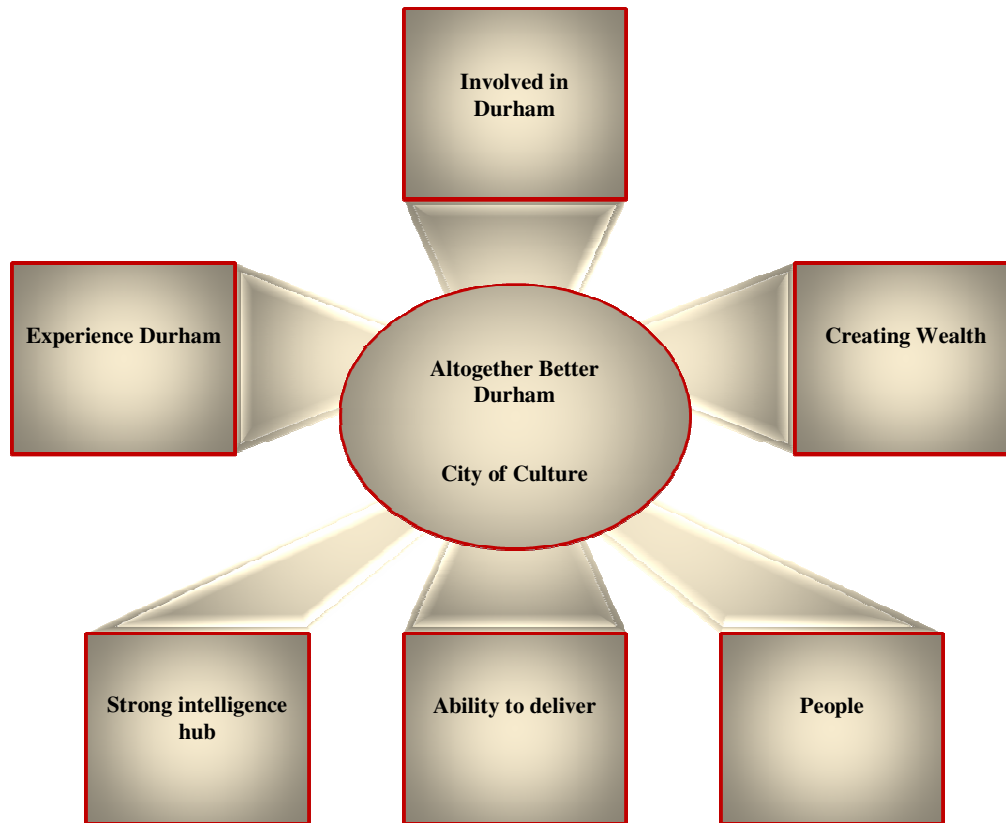 Involved in
Durham
Experience Durham
Creating Wealth
Altogether Better
Durham
City of Culture
Strong intelligence
hub
Ability to deliver
People